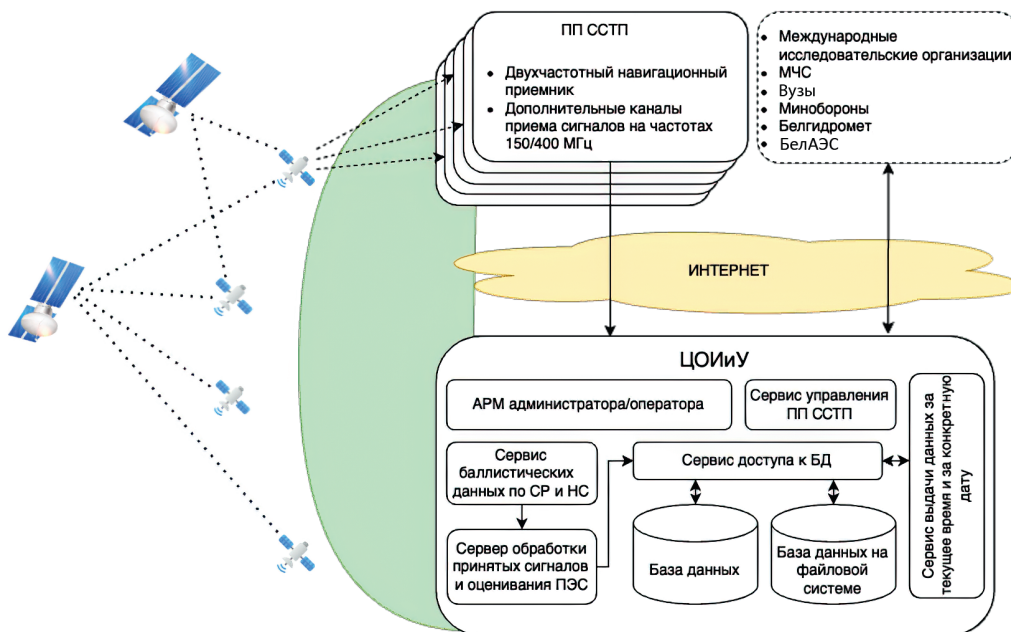 ПП ССТП
Двухчастотный навигационный
приемник
Дополнительные каналы
приема сигналов на частотах
150/400 МГц
Международные
исследовательские организации
МЧС
Вузы
Минобороны
Белгидромет
БелАЭС
ИНТЕРНЕТ
ЦОИиУ
АРМ администратора/оператора
Сервис управления
ПП ССТП
Сервис
баллистических
данных по СР и НС
Сервис доступа к БД
Сервер обработки
принятых сигналов
и оценивания ПЭС
База данных
База данных на
файловой
системе
Сервис выдачи данных за
текущее время и за конкретную
дату